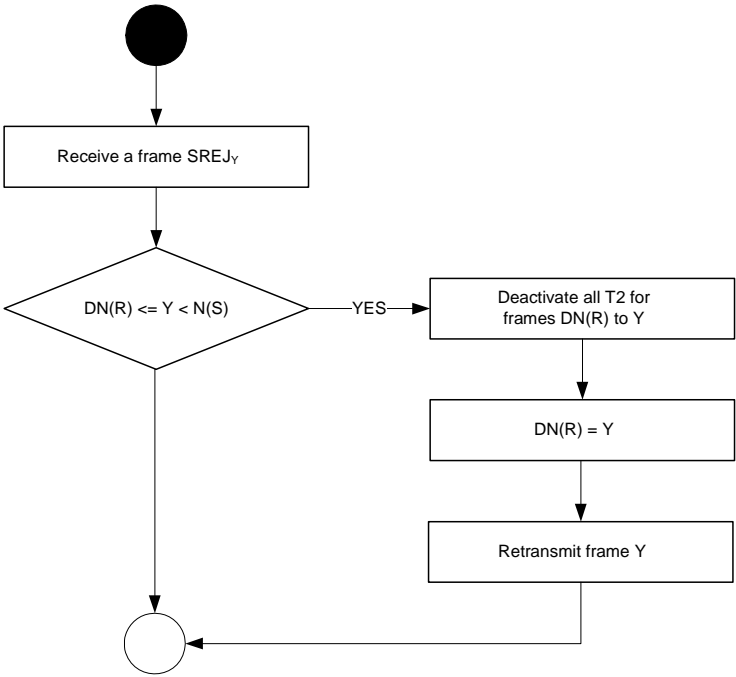 Receive a frame SREJY
DN(R) <= Y < N(S)
YES
Deactivate all T2 for
frames DN(R) to Y
DN(R) = Y
Retransmit frame Y